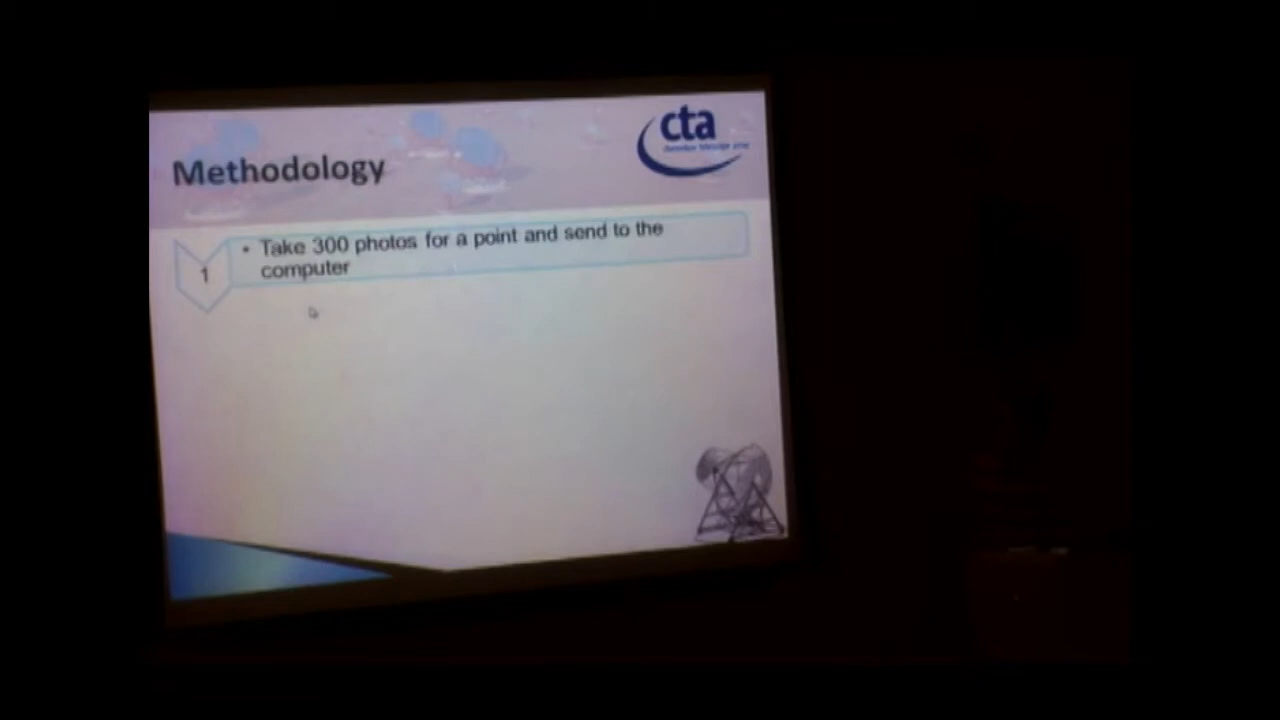 cta
Methodology
1
• Take 300 photos for a point and send to the
computer